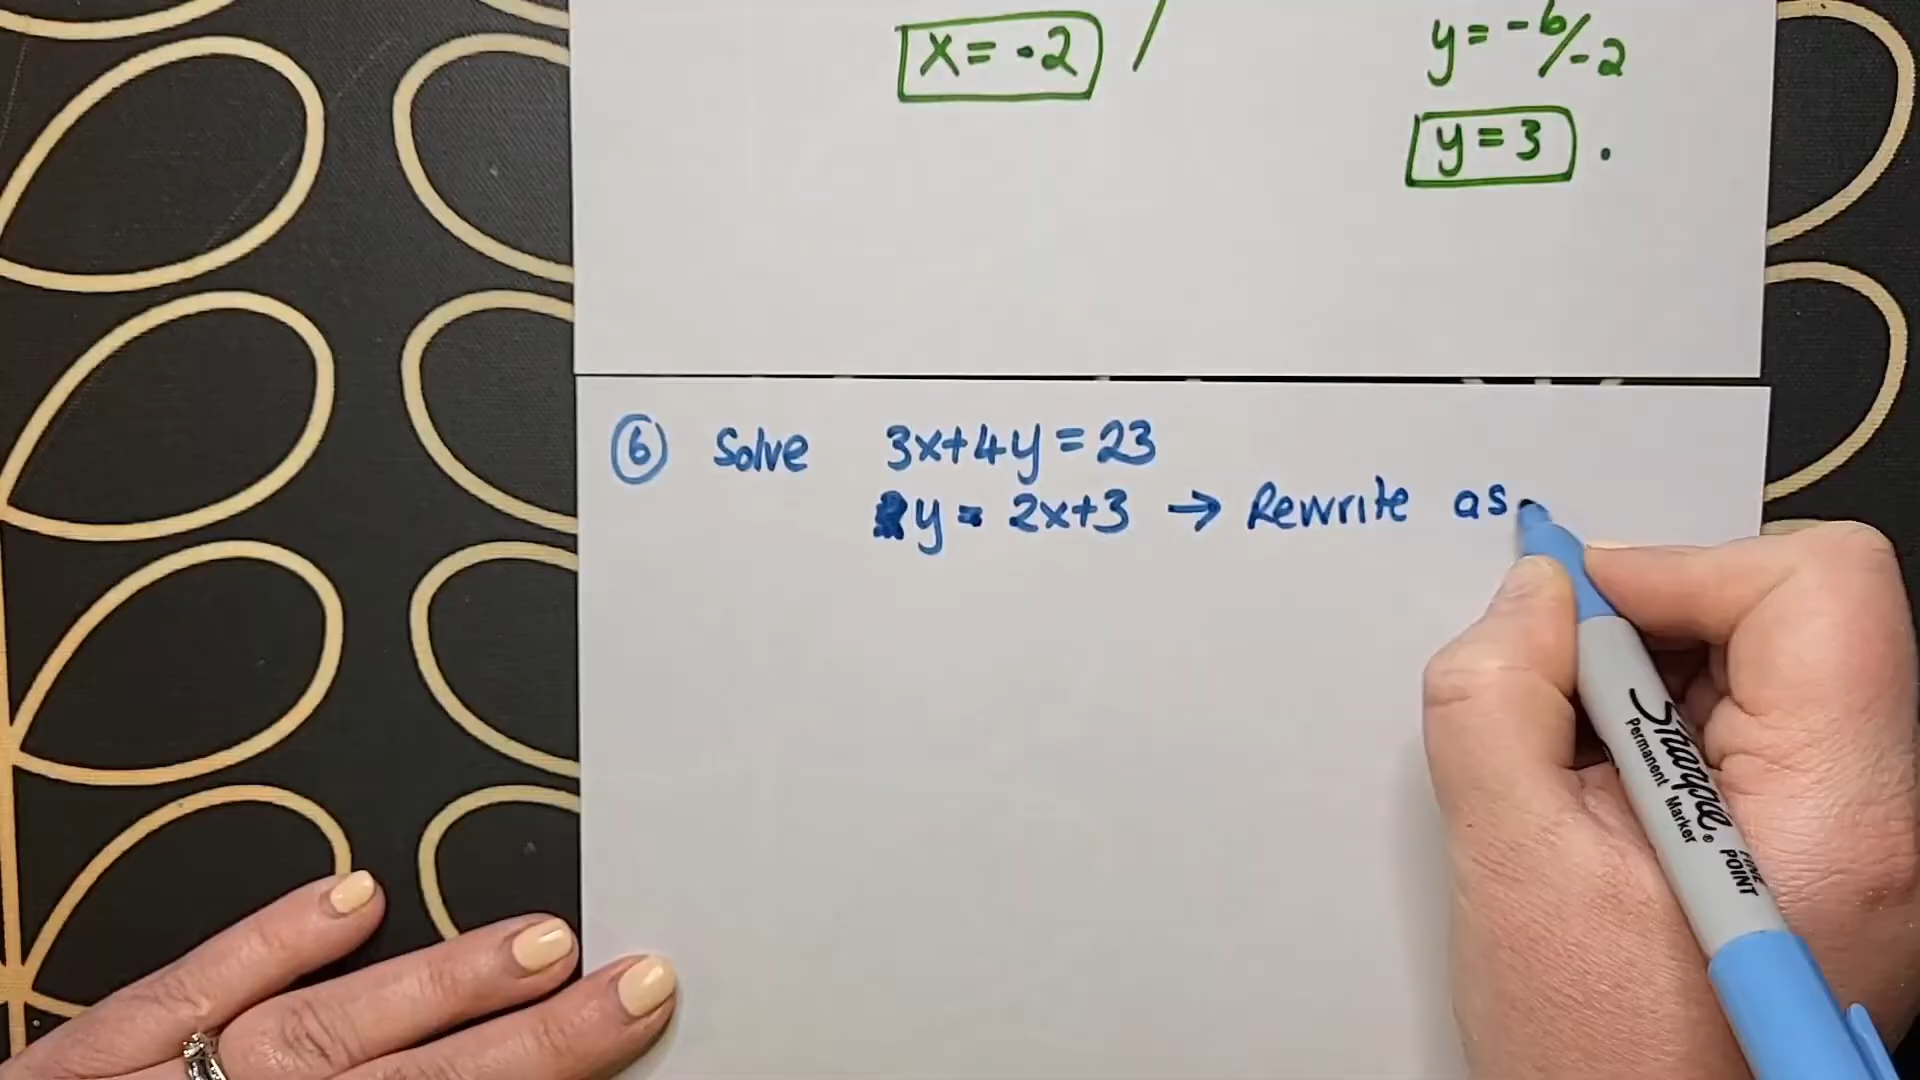 x = -2 /
y = -6/-2
y = 3 .
6 Solve 3x+4y = 23
y = 2x+3 → Rewrite as
Sharpie®
Permanent Marker
FINE
POINT